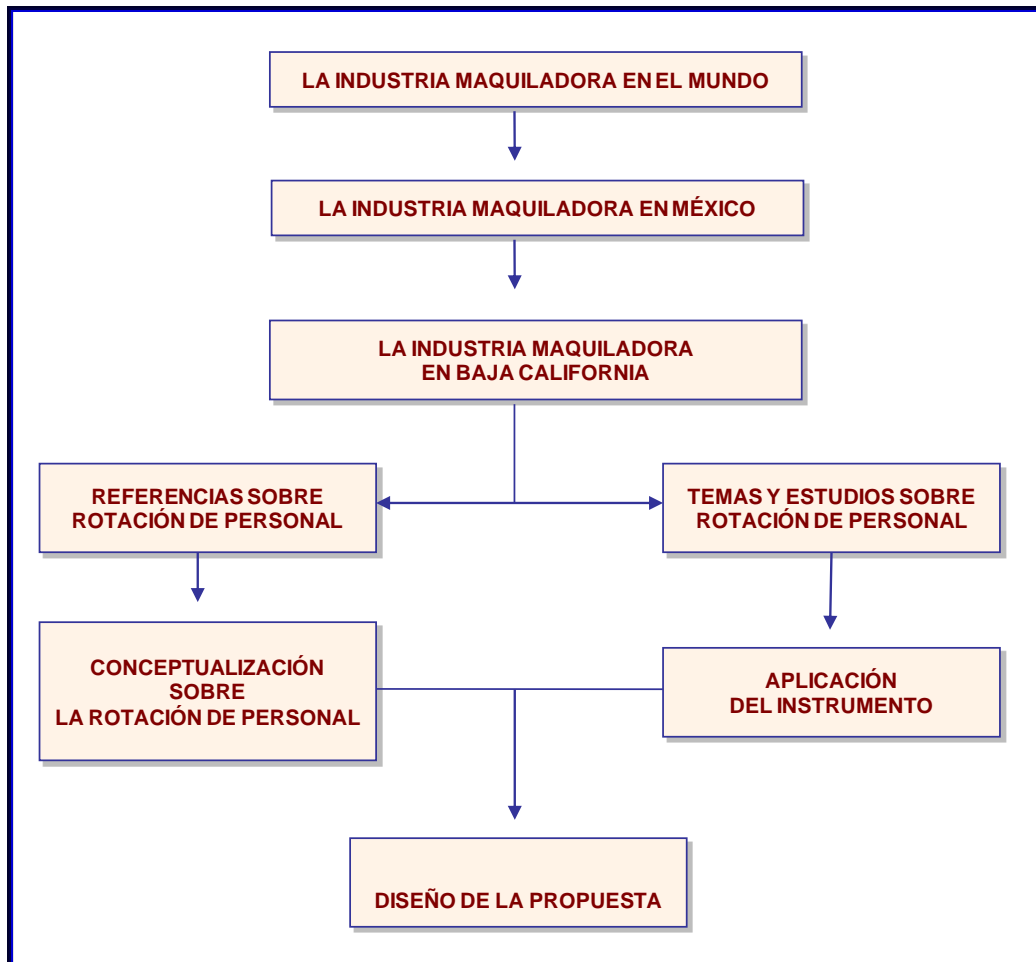 LA INDUSTRIA MAQUILADORA EN EL MUNDO
LA INDUSTRIA MAQUILADORA EN MÉXICO
LA INDUSTRIA MAQUILADORA
EN BAJA CALIFORNIA
REFERENCIAS SOBRE
ROTACIÓN DE PERSONAL
TEMAS Y ESTUDIOS SOBRE
ROTACIÓN DE PERSONAL
CONCEPTUALIZACIÓN
SOBRE
LA ROTACIÓN DE PERSONAL
APLICACIÓN
DEL INSTRUMENTO
DISEÑO DE LA PROPUESTA